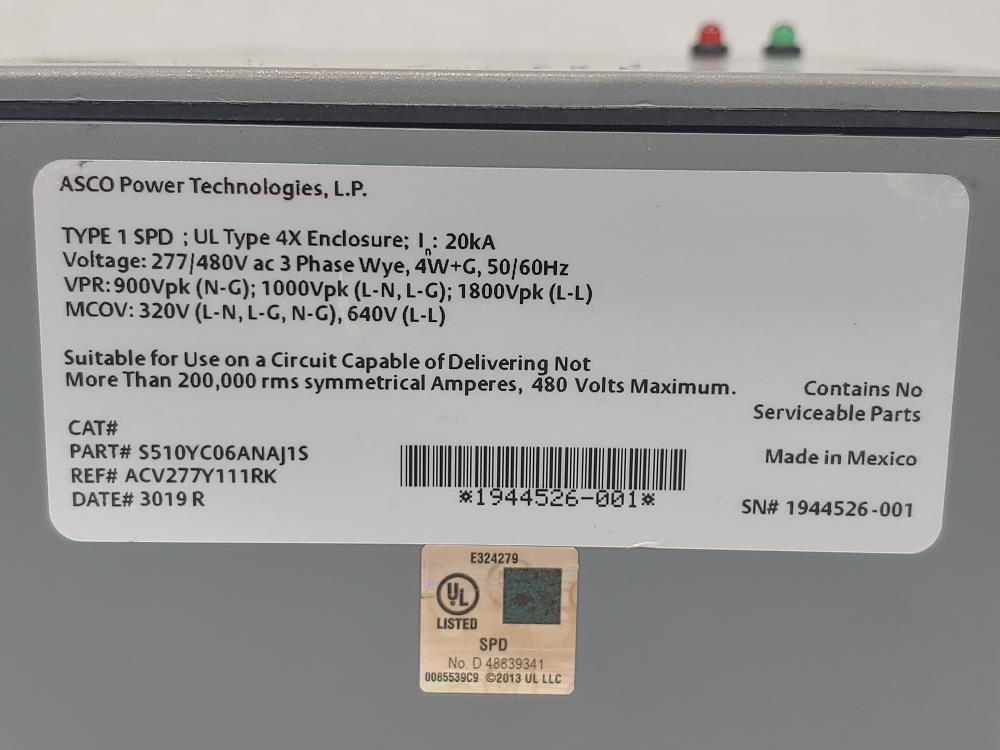 ASCO Power Technologies, L.P.
TYPE 1 SPD ; UL Type 4X Enclosure; In: 20kA
Voltage: 277/480V ac 3 Phase Wye, 4W+G, 50/60Hz
VPR: 900Vpk (N-G); 1000Vpk (L-N, L-G); 1800Vpk (L-L)
MCOV: 320V (L-N, L-G, N-G), 640V (L-L)
Suitable for Use on a Circuit Capable of Delivering Not
More Than 200,000 rms symmetrical Amperes, 480 Volts Maximum.
Contains No
Serviceable Parts
CAT#
PART# S510YC06ANAJ1S
REF# ACV277Y111RK
DATE# 3019 R
*1944526-001*
Made in Mexico
SN# 1944526-001
E324279
UL
LISTED
SPD
No. D 48839341
0085539C9 ©2013 UL LLC